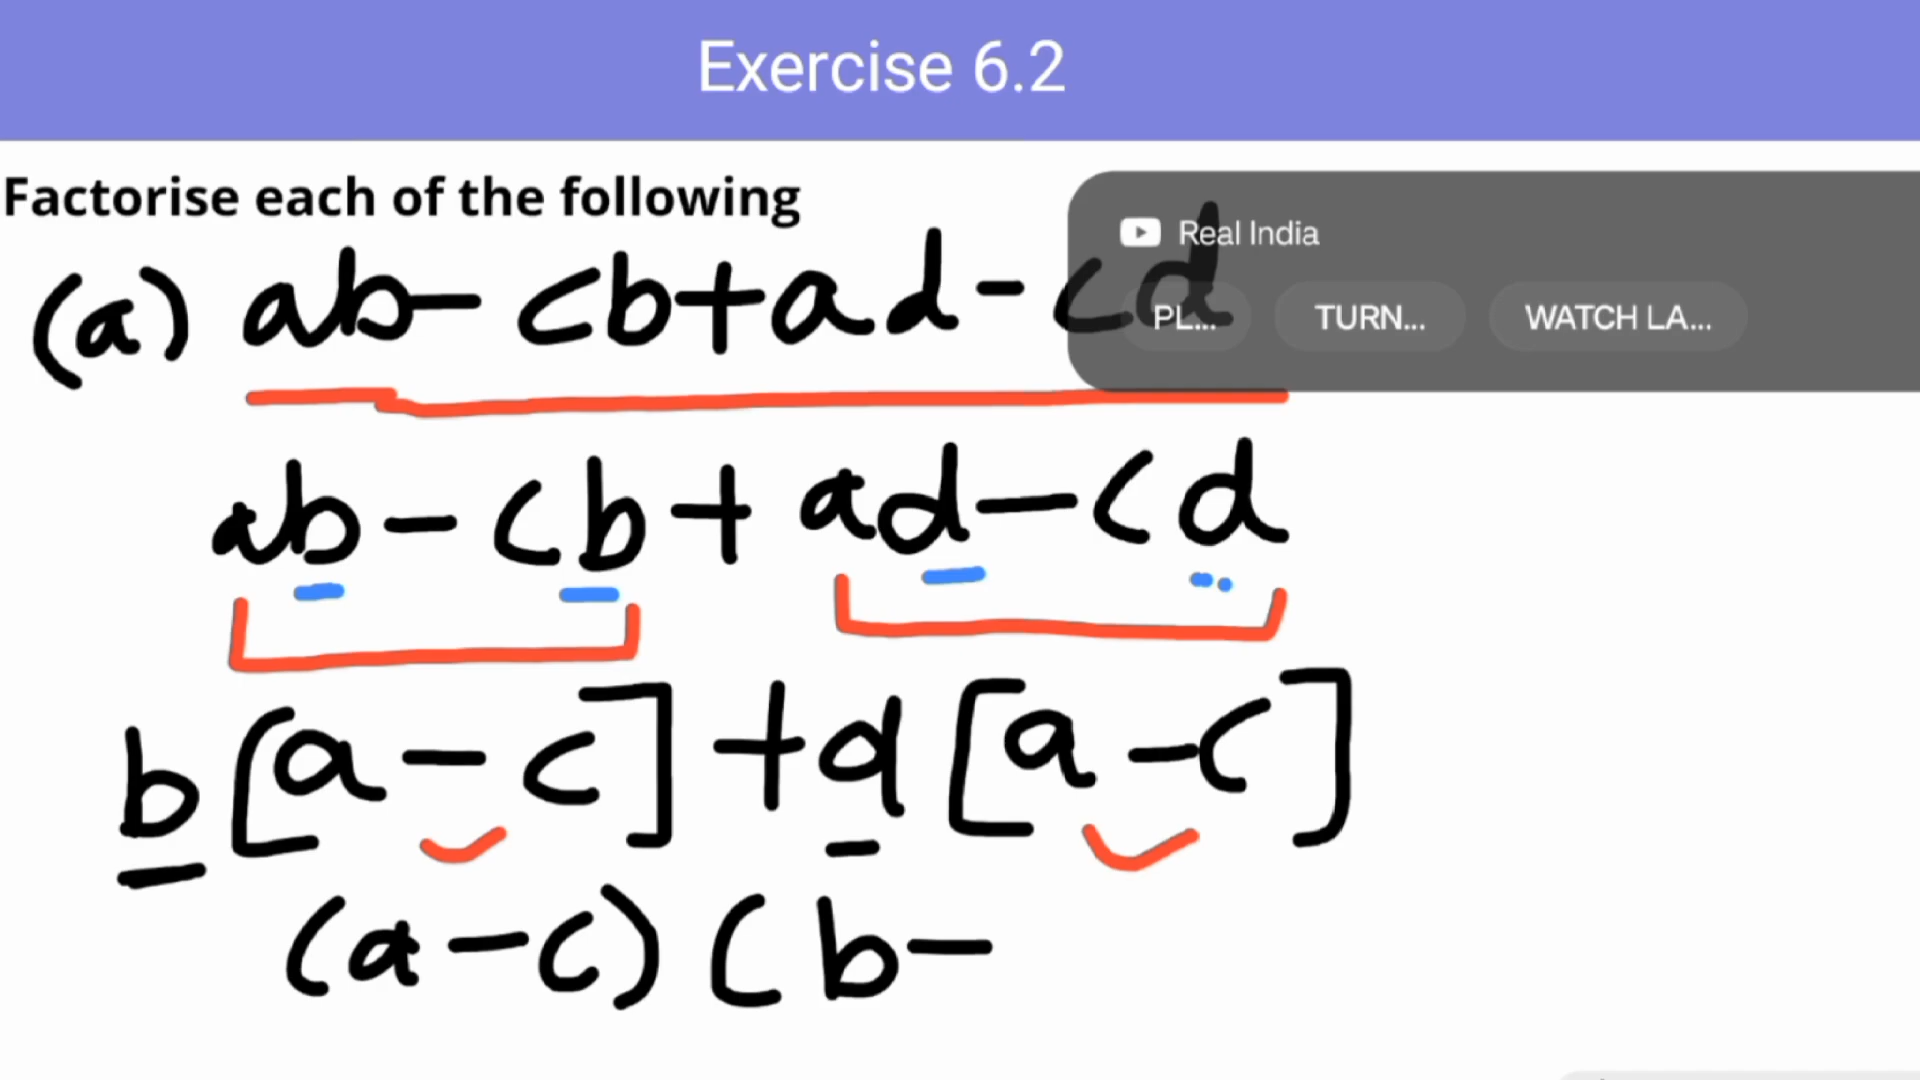 Exercise 6.2
Factorise each of the following
Real India
PL... TURN... WATCH LA...
(a) ab-cb+ad-cd
ab-cb+ad-cd
b[a-c]+d[a-c]
(a-c)(b-